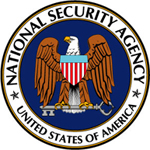 NATIONAL SECURITY AGENCY
UNITED STATES OF AMERICA